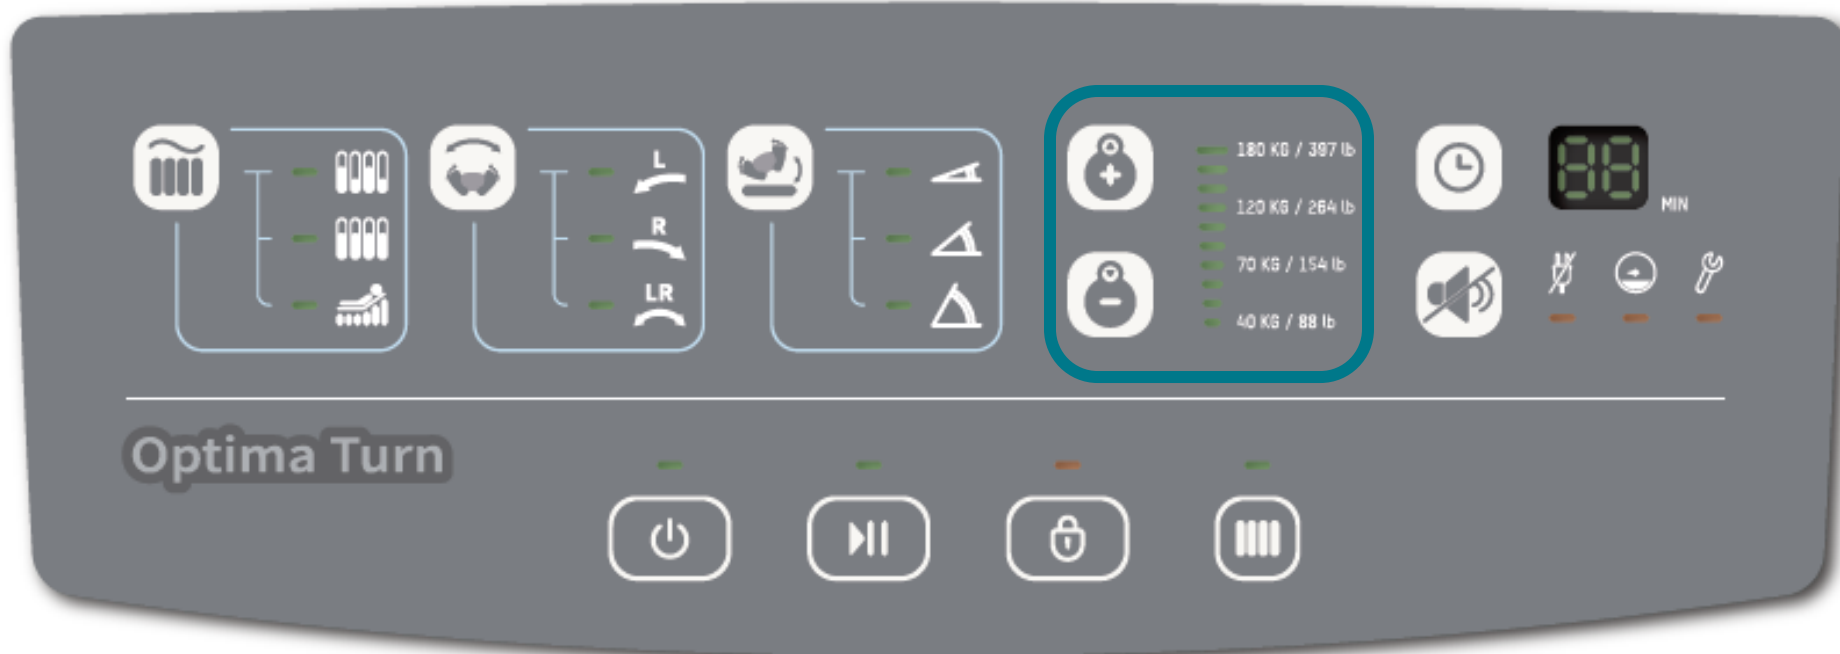 L
R
LR
180 KG / 397 lb
120 KG / 264 lb
70 KG / 154 lb
40 KG / 88 lb
88
MIN
Optima Turn